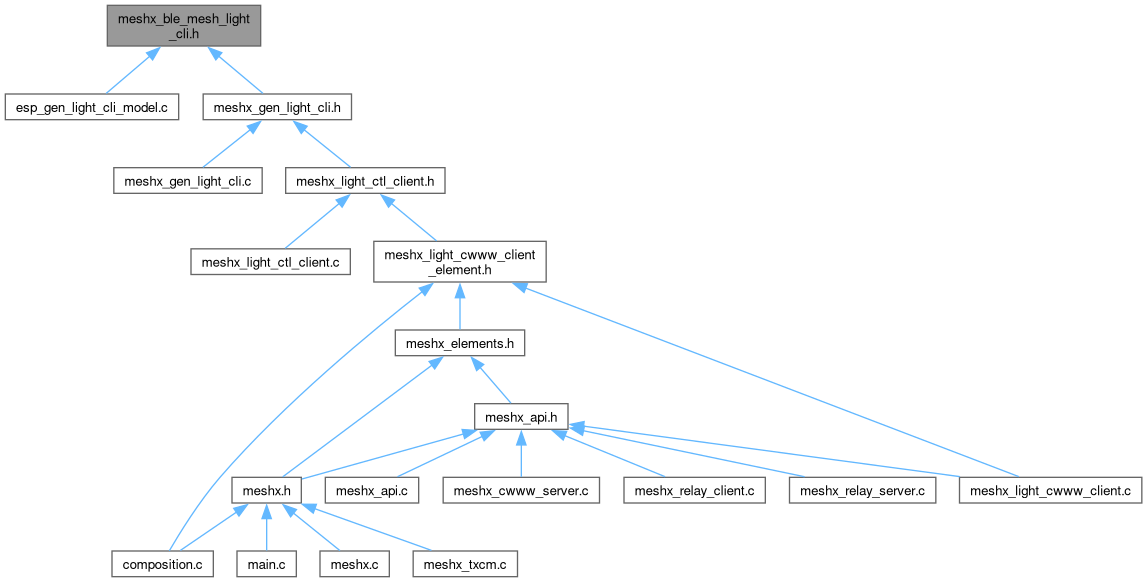 meshx_ble_mesh_light
_cli.h
esp_gen_light_cli_model.c
meshx_gen_light_cli.h
meshx_gen_light_cli.c
meshx_light_ctl_client.h
meshx_light_ctl_client.c
meshx_light_cwww_client
_element.h
meshx_elements.h
meshx_api.h
meshx.h
meshx_api.c
meshx_cwww_server.c
meshx_relay_client.c
meshx_relay_server.c
meshx_light_cwww_client.c
composition.c
main.c
meshx.c
meshx_txcm.c